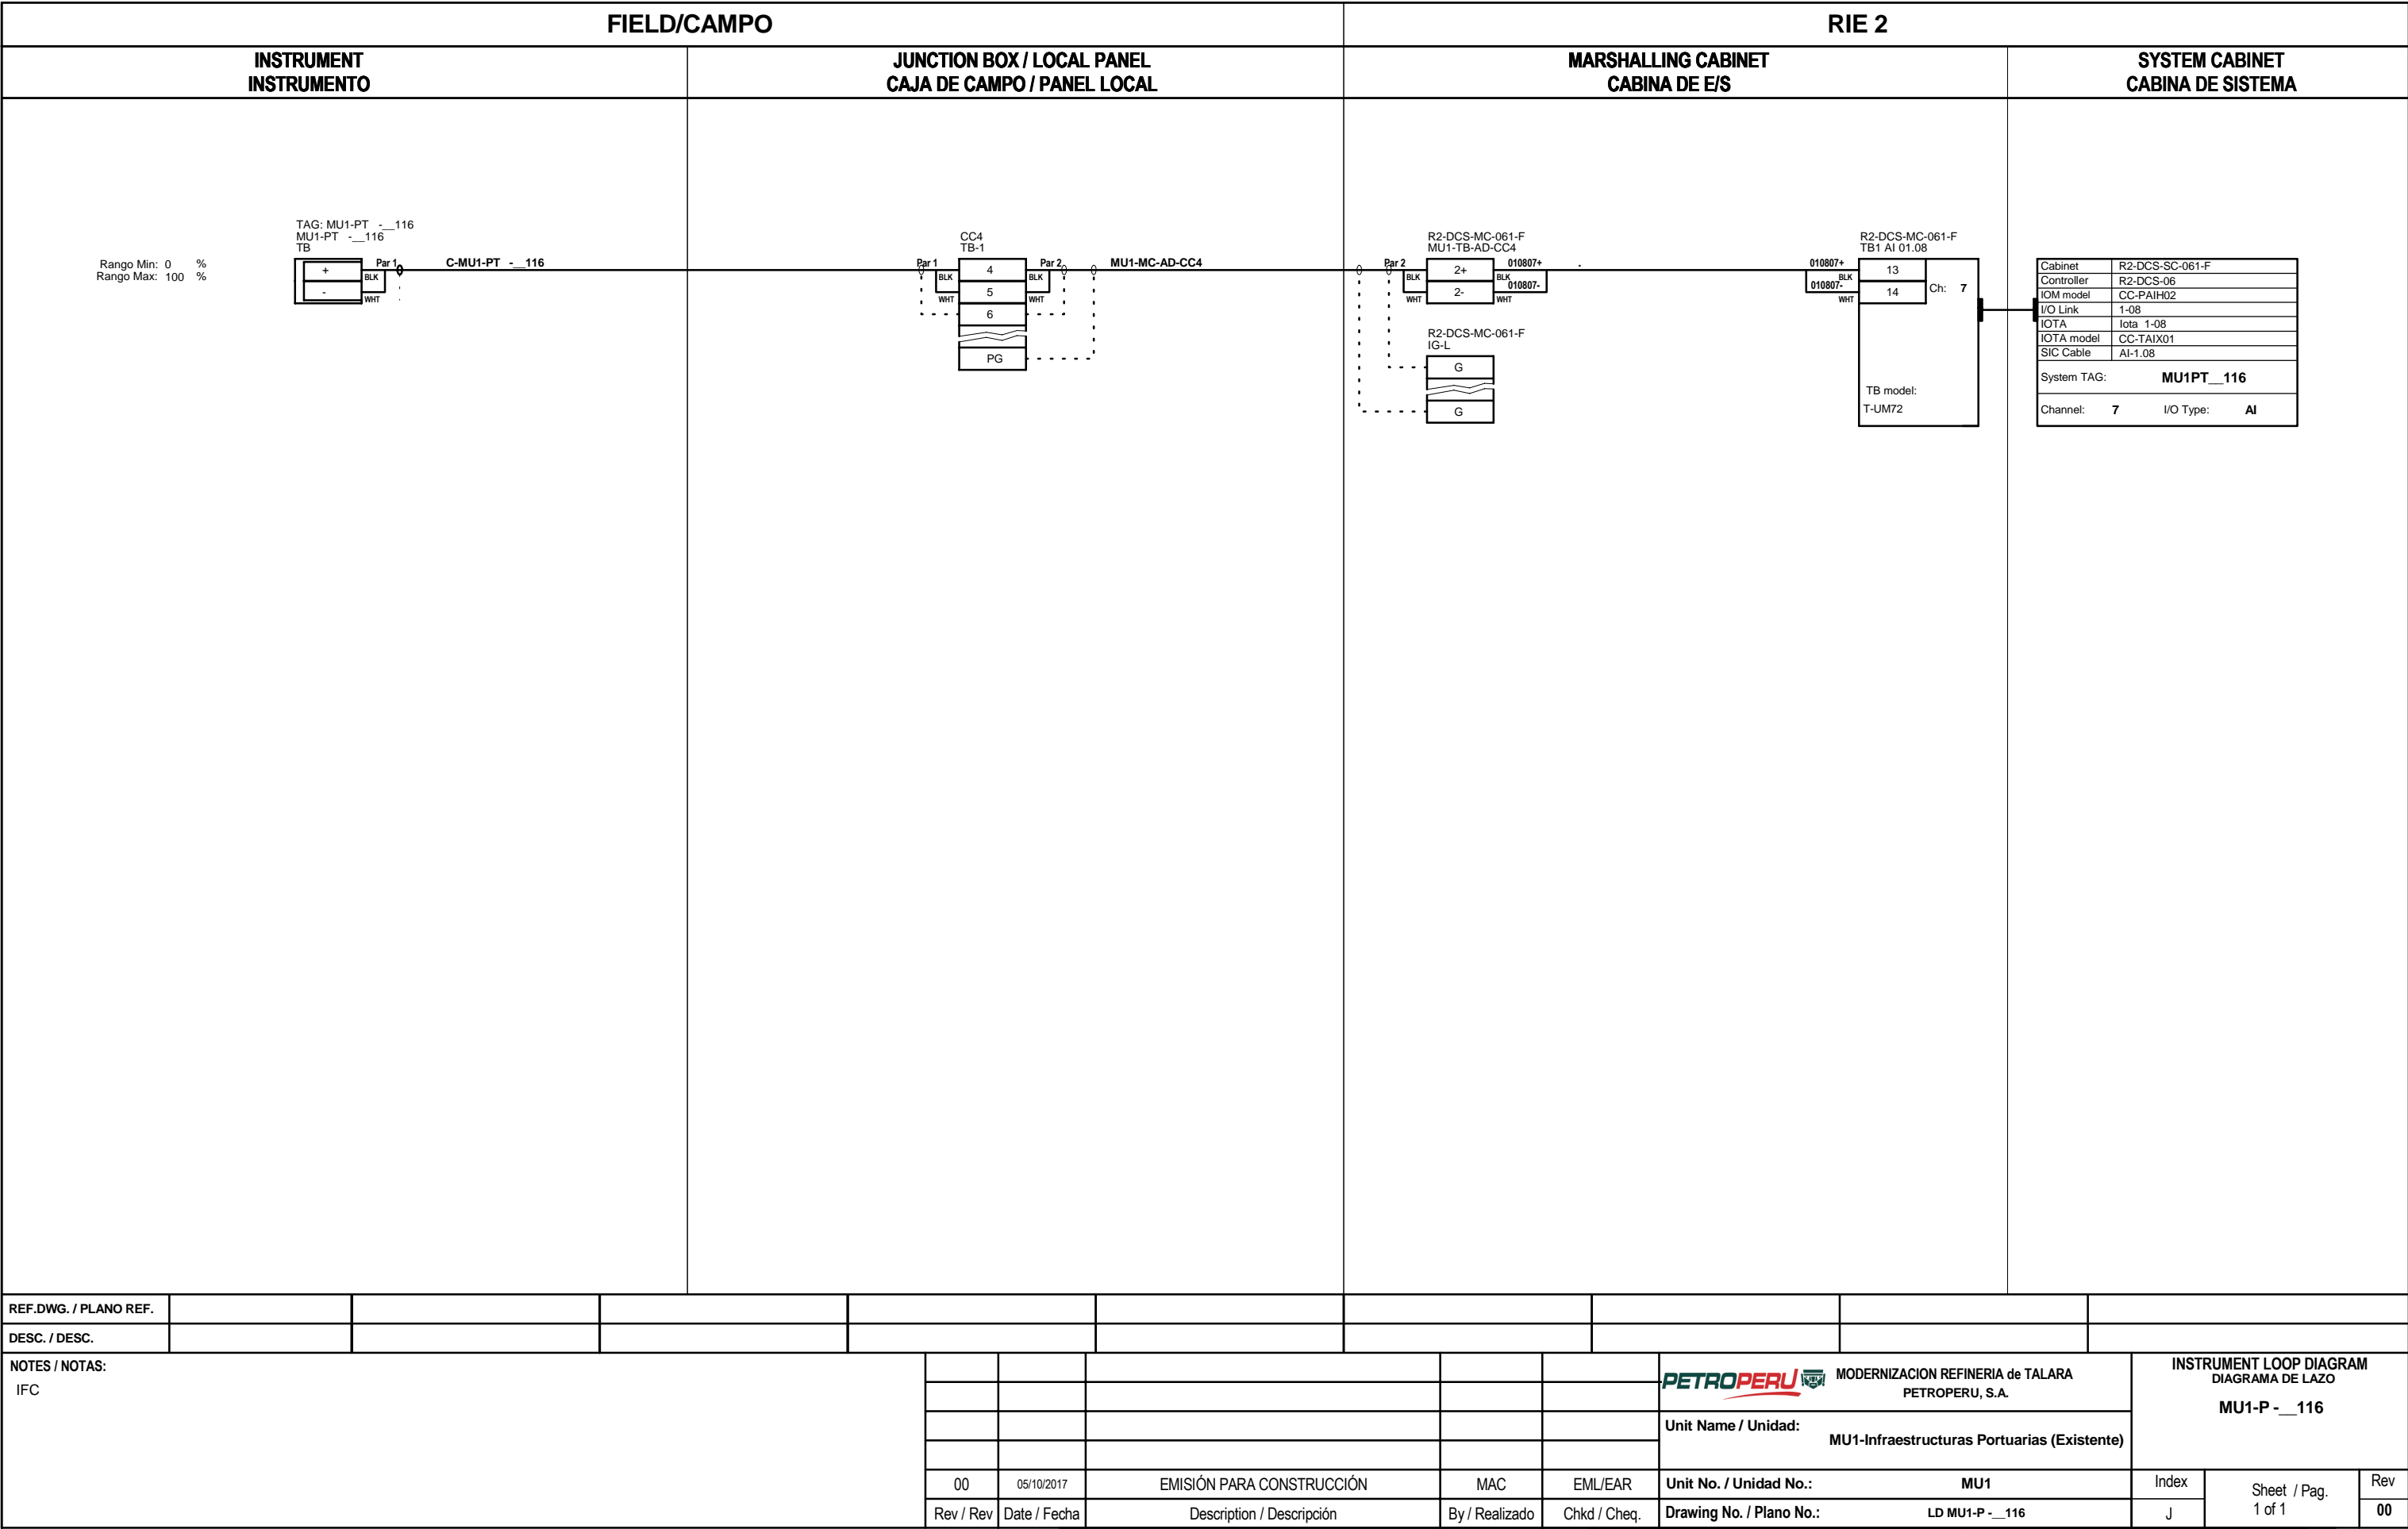 FIELD/CAMPO
RIE 2
INSTRUMENT
INSTRUMENTO
JUNCTION BOX / LOCAL PANEL
CAJA DE CAMPO / PANEL LOCAL
MARSHALLING CABINET
CABINA DE E/S
SYSTEM CABINET
CABINA DE SISTEMA
TAG: MU1-PT -__116
MU1-PT -__116
TB
Rango Min: 0 %
Rango Max: 100 %
+
-
Par 1
BLK
WHT
C-MU1-PT -__116
CC4
TB-1
Par 1
BLK
WHT
4
5
6
PG
Par 2
BLK
WHT
MU1-MC-AD-CC4
R2-DCS-MC-061-F
MU1-TB-AD-CC4
Par 2
BLK
WHT
2+
2-
010807+
BLK
010807-
WHT
.
R2-DCS-MC-061-F
IG-L
G
G
R2-DCS-MC-061-F
TB1 AI 01.08
010807+
BLK
010807-
WHT
13
14
Ch: 7
TB model:
T-UM72
Cabinet R2-DCS-SC-061-F
Controller R2-DCS-06
IOM model CC-PAIH02
I/O Link 1-08
IOTA Iota 1-08
IOTA model CC-TAIX01
SIC Cable AI-1.08
System TAG: MU1PT__116
Channel: 7 I/O Type: AI
REF.DWG. / PLANO REF.
DESC. / DESC.
NOTES / NOTAS:
IFC
00 05/10/2017 EMISIÓN PARA CONSTRUCCIÓN MAC EML/EAR
Rev / Rev Date / Fecha Description / Descripción By / Realizado Chkd / Cheq.
PETROPERU
MODERNIZACION REFINERIA de TALARA
PETROPERU, S.A.
Unit Name / Unidad:
MU1-Infraestructuras Portuarias (Existente)
Unit No. / Unidad No.: MU1
Drawing No. / Plano No.: LD MU1-P -__116
INSTRUMENT LOOP DIAGRAM
DIAGRAMA DE LAZO
MU1-P -__116
Index
J
Sheet / Pag.
1 of 1
Rev
00